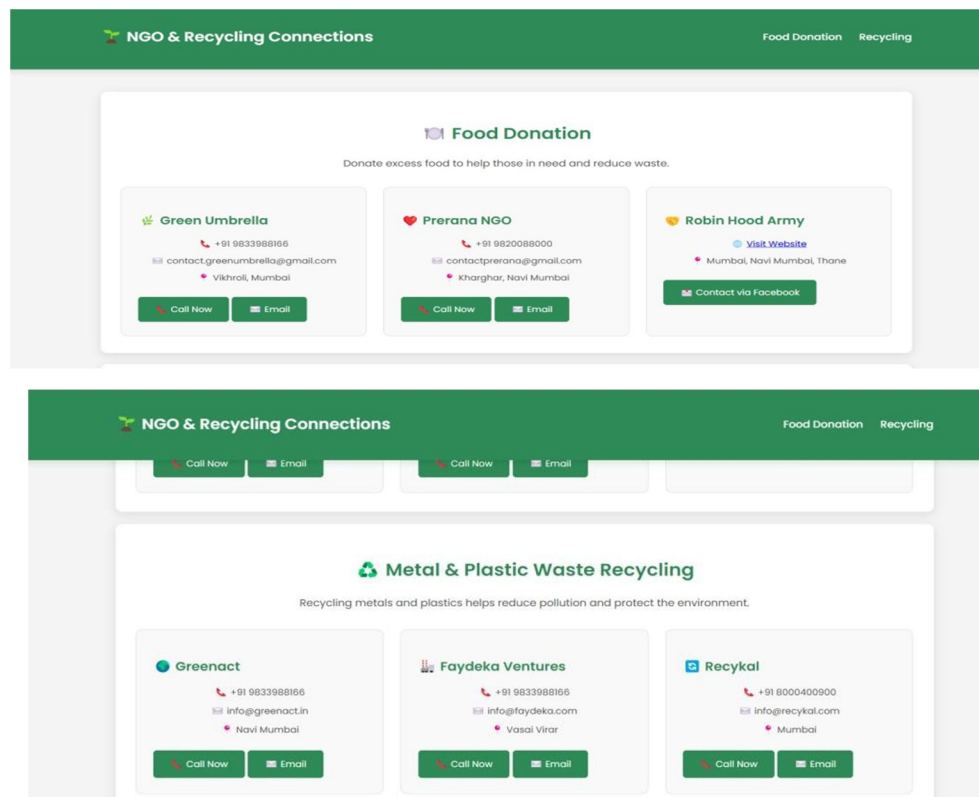 NGO & Recycling Connections
Food Donation Recycling
Food Donation
Donate excess food to help those in need and reduce waste.
Green Umbrella
+91 9833988166
contact.greenumbrella@gmail.com
Vikhroli, Mumbai
Call Now Email
Prerana NGO
+91 9820088000
contactprerana@gmail.com
Kharghar, Navi Mumbai
Call Now Email
Robin Hood Army
Visit Website
Mumbai, Navi Mumbai, Thane
Contact via Facebook
NGO & Recycling Connections
Food Donation Recycling
Call Now Email
Call Now Email
Metal & Plastic Waste Recycling
Recycling metals and plastics helps reduce pollution and protect the environment.
Greenact
+91 9833988166
info@greenact.in
Navi Mumbai
Call Now Email
Faydeka Ventures
+91 9833988166
info@faydeka.com
Vasai Virar
Call Now Email
Recykal
+91 8000400900
info@recykal.com
Mumbai
Call Now Email